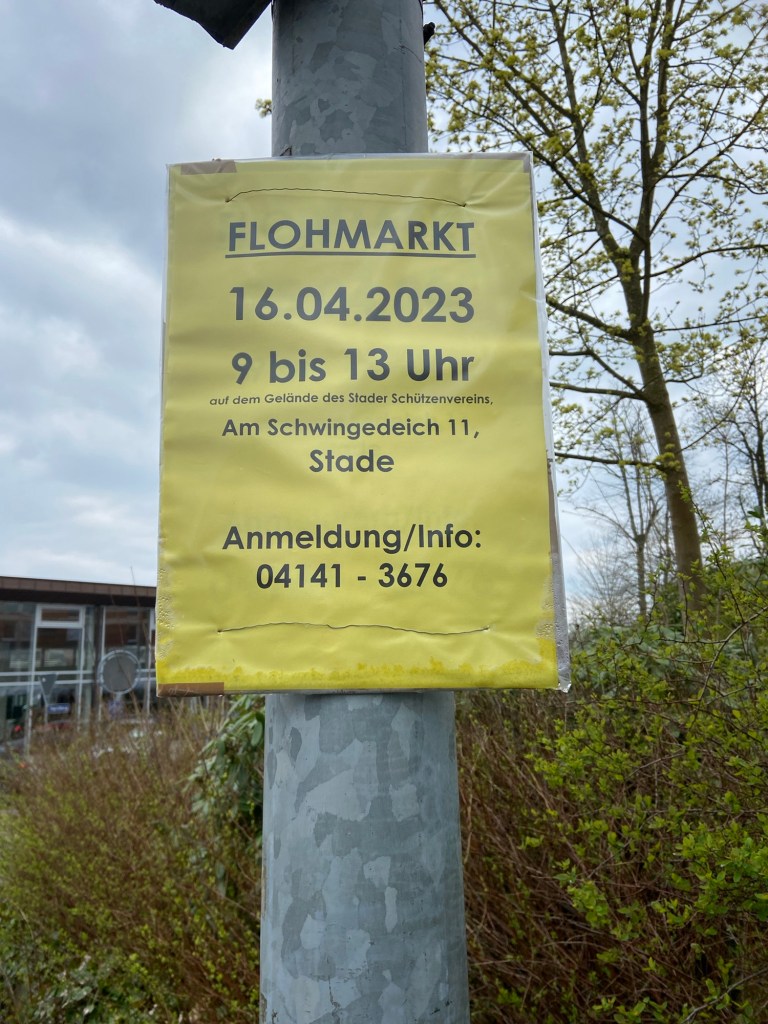 FLOHMARKT
16.04.2023
9 bis 13 Uhr
auf dem Gelände des Stader Schützenvereins,
Am Schwingedeich 11,
Stade
Anmeldung/Info:
04141 - 3676